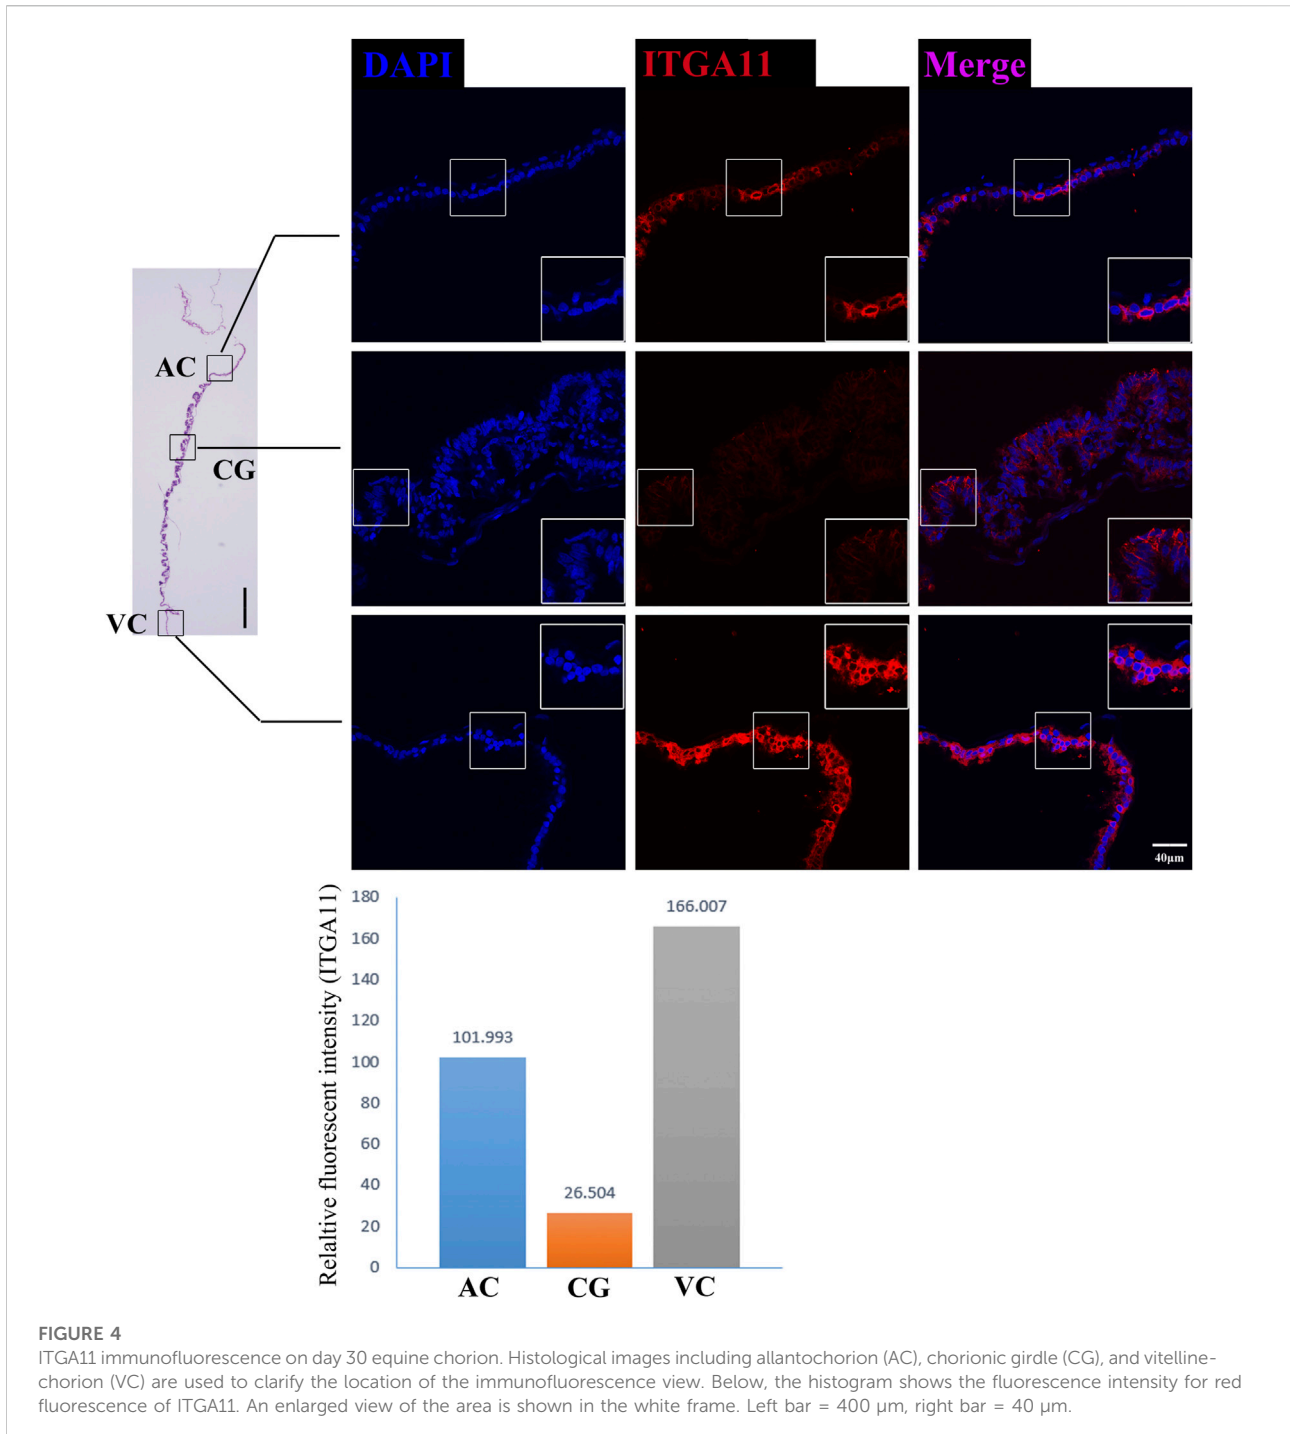 DAPI
ITGA11
Merge
AC
CG
VC
40µm
Relaltive fluorescent intensity (ITGA11)
180
160
140
120
100
80
60
40
20
0
101.993
26.504
166.007
AC
CG
VC
FIGURE 4
ITGA11 immunofluorescence on day 30 equine chorion. Histological images including allantochorion (AC), chorionic girdle (CG), and vitelline-
chorion (VC) are used to clarify the location of the immunofluorescence view. Below, the histogram shows the fluorescence intensity for red
fluorescence of ITGA11. An enlarged view of the area is shown in the white frame. Left bar = 400 µm, right bar = 40 µm.